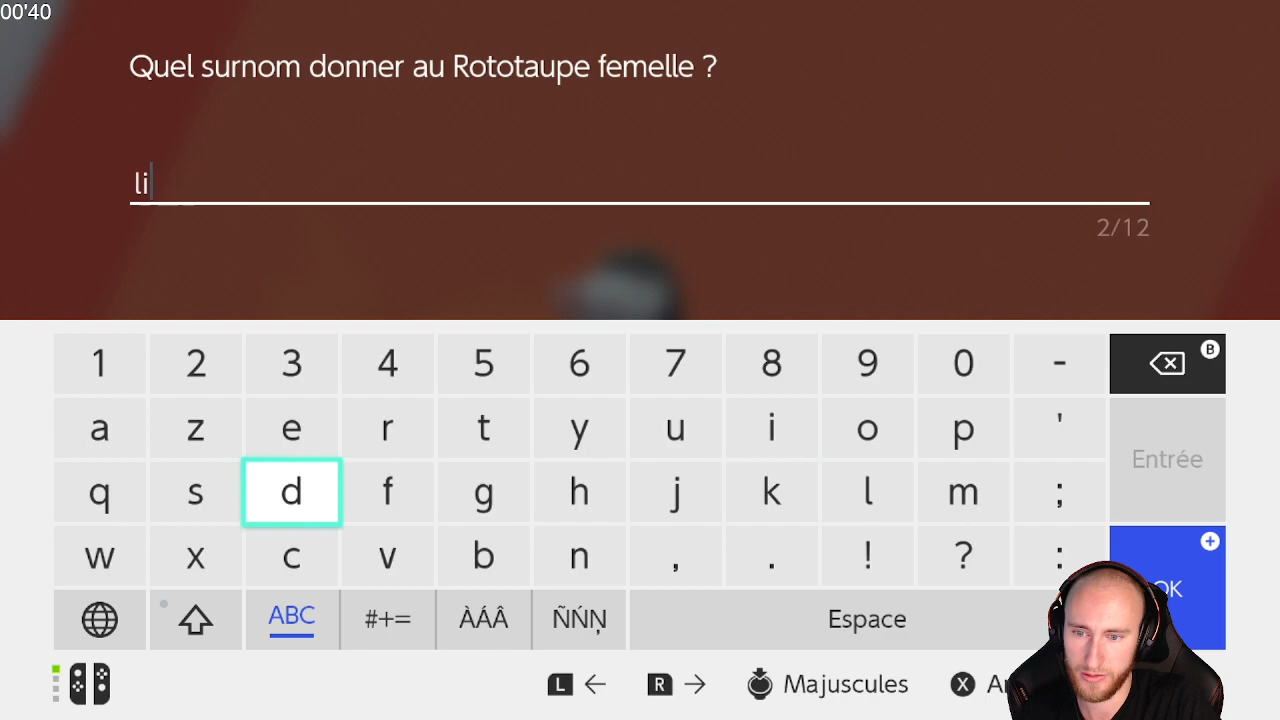 00'40
Quel surnom donner au Rototaupe femelle ?
li
2/12
1 2 3 4 5 6 7 8 9 0 - B
a z e r t y u i o p '
Entrée
q s d f g h j k l m ;
w x c v b n , . ! ? :
OK
ABC #+= ÀÁÂ ÑŃŅ Espace
L ← R → Majuscules X